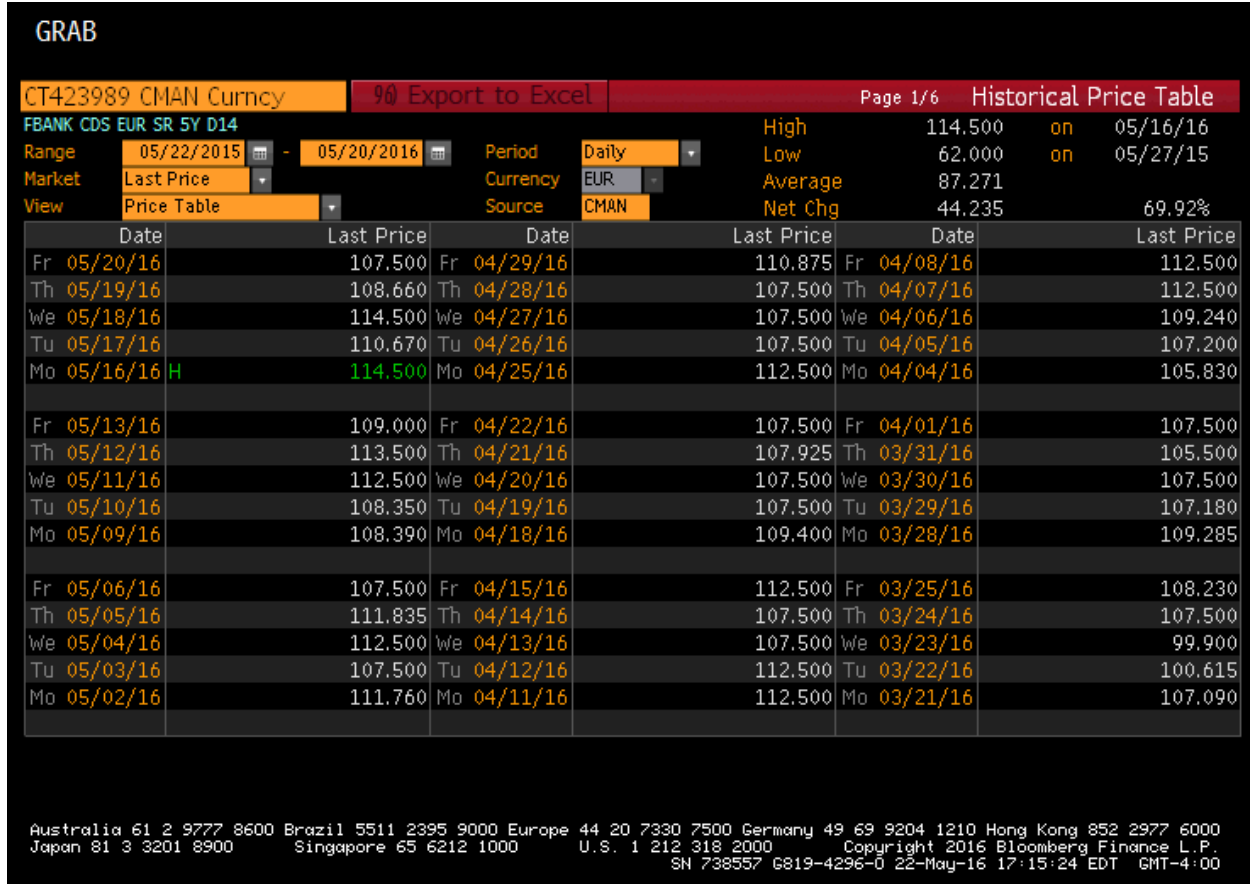 GRAB
CT423989 CMAN Curncy 96) Export to Excel Page 1/6 Historical Price Table
FBANK CDS EUR SR 5Y D14 High 114.500 on 05/16/16
Range 05/22/2015 - 05/20/2016 Period Daily Low 62.000 on 05/27/15
Market Last Price Currency EUR Average 87.271
View Price Table Source CMAN Net Chg 44.235 69.92%
Date Last Price Date Last Price Date Last Price
Fr 05/20/16 107.500 Fr 04/29/16 110.875 Fr 04/08/16 112.500
Th 05/19/16 108.660 Th 04/28/16 107.500 Th 04/07/16 112.500
We 05/18/16 114.500 We 04/27/16 107.500 We 04/06/16 109.240
Tu 05/17/16 110.670 Tu 04/26/16 107.500 Tu 04/05/16 107.200
Mo 05/16/16 H 114.500 Mo 04/25/16 112.500 Mo 04/04/16 105.830
Fr 05/13/16 109.000 Fr 04/22/16 107.500 Fr 04/01/16 107.500
Th 05/12/16 113.500 Th 04/21/16 107.925 Th 03/31/16 105.500
We 05/11/16 112.500 We 04/20/16 107.500 We 03/30/16 107.500
Tu 05/10/16 108.350 Tu 04/19/16 107.500 Tu 03/29/16 107.180
Mo 05/09/16 108.390 Mo 04/18/16 109.400 Mo 03/28/16 109.285
Fr 05/06/16 107.500 Fr 04/15/16 112.500 Fr 03/25/16 108.230
Th 05/05/16 111.835 Th 04/14/16 107.500 Th 03/24/16 107.500
We 05/04/16 112.500 We 04/13/16 107.500 We 03/23/16 99.900
Tu 05/03/16 107.500 Tu 04/12/16 112.500 Tu 03/22/16 100.615
Mo 05/02/16 111.760 Mo 04/11/16 112.500 Mo 03/21/16 107.090
Australia 61 2 9777 8600 Brazil 5511 2395 9000 Europe 44 20 7330 7500 Germany 49 69 9204 1210 Hong Kong 852 2977 6000
Japan 81 3 3201 8900 Singapore 65 6212 1000 U.S. 1 212 318 2000 Copyright 2016 Bloomberg Finance L.P.
SN 738557 G819-4296-0 22-May-16 17:15:24 EDT GMT-4:00